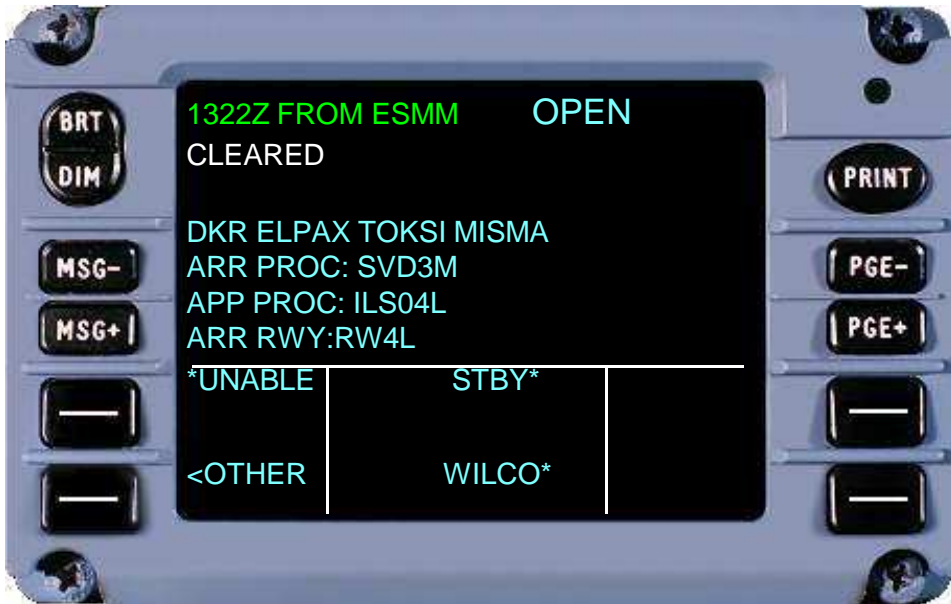 BRT
DIM
MSG-
MSG+
1322Z FROM ESMM OPEN
CLEARED
DKR ELPAX TOKSI MISMA
ARR PROC: SVD3M
APP PROC: ILS04L
ARR RWY:RW4L
*UNABLE STBY*
<OTHER WILCO*
PRINT
PGE-
PGE+